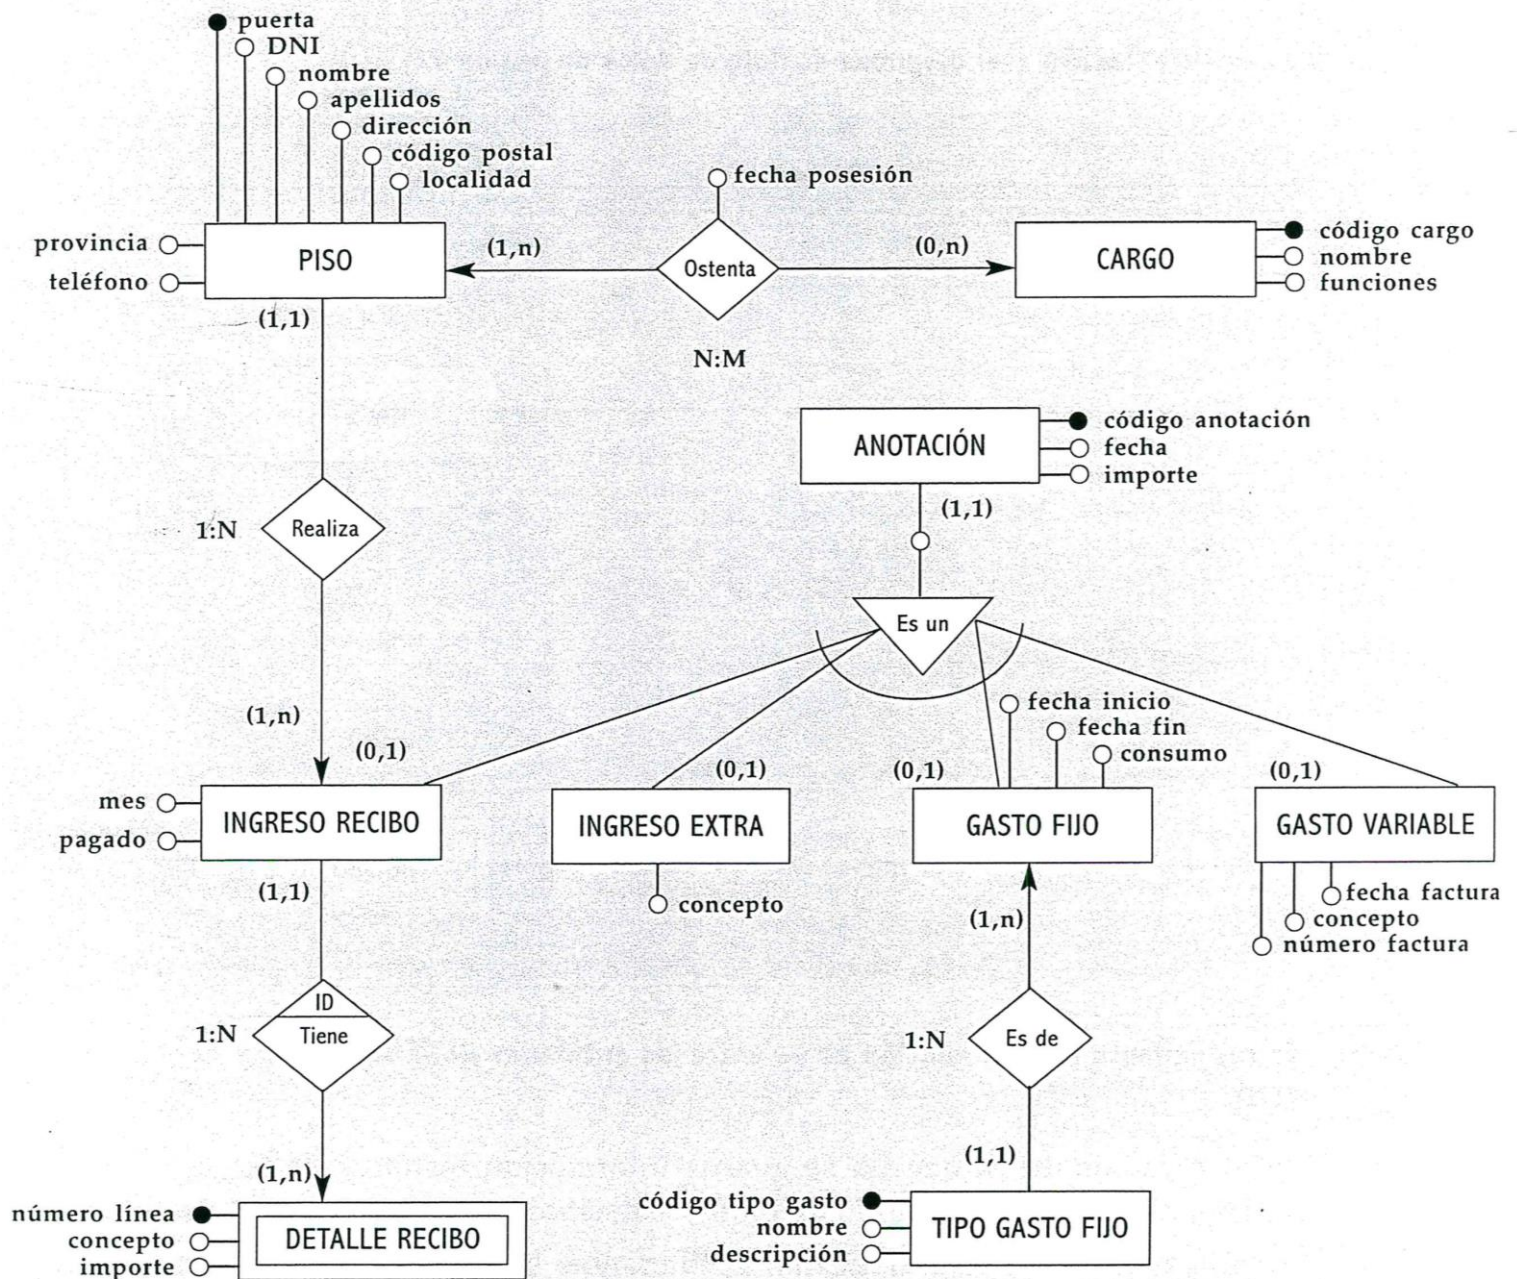 puerta
DNI
nombre
apellidos
dirección
código postal
localidad
fecha posesión
provincia
teléfono
PISO
(1,n)
Ostenta
(0,n)
CARGO
código cargo
nombre
funciones
(1,1)
N:M
ANOTACIÓN
código anotación
fecha
importe
(1,1)
1:N
Realiza
Es un
(1,n)
(0,1)
(0,1)
(0,1)
fecha inicio
fecha fin
consumo
(0,1)
mes
pagado
INGRESO RECIBO
INGRESO EXTRA
GASTO FIJO
GASTO VARIABLE
(1,1)
concepto
(1,n)
fecha factura
concepto
número factura
ID
1:N
Tiene
1:N
Es de
(1,n)
(1,1)
número línea
concepto
importe
DETALLE RECIBO
código tipo gasto
nombre
descripción
TIPO GASTO FIJO